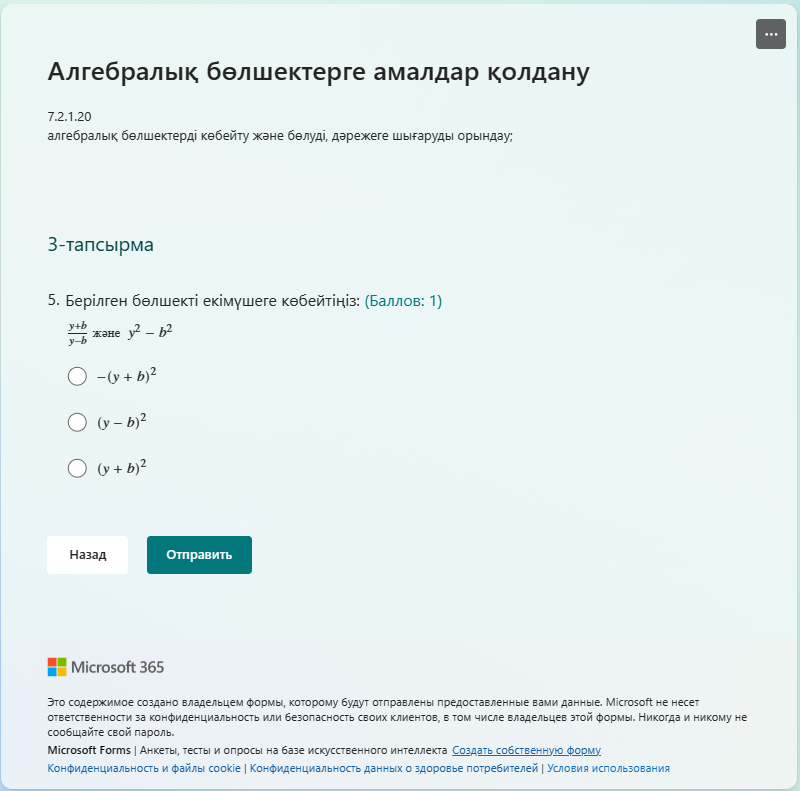 ...
Алгебралық бөлшектерге амалдар қолдану
7.2.1.20
алгебралық бөлшектерді көбейту және бөлуді, дәрежеге шығаруды орындау;
3-тапсырма
5. Берілген бөлшекті екімүшеге көбейтіңіз: (Баллов: 1)
y+b/y−b және y² − b²
−(y + b)²
(y − b)²
(y + b)²
Назад Отправить
Microsoft 365
Это содержимое создано владельцем формы, которому будут отправлены предоставленные вами данные. Microsoft не несет
ответственности за конфиденциальность или безопасность своих клиентов, в том числе владельцев этой формы. Никогда и никому не
сообщайте свой пароль.
Microsoft Forms | Анкеты, тесты и опросы на базе искусственного интеллекта Создать собственную форму
Конфиденциальность и файлы cookie | Конфиденциальность данных о здоровье потребителей | Условия использования